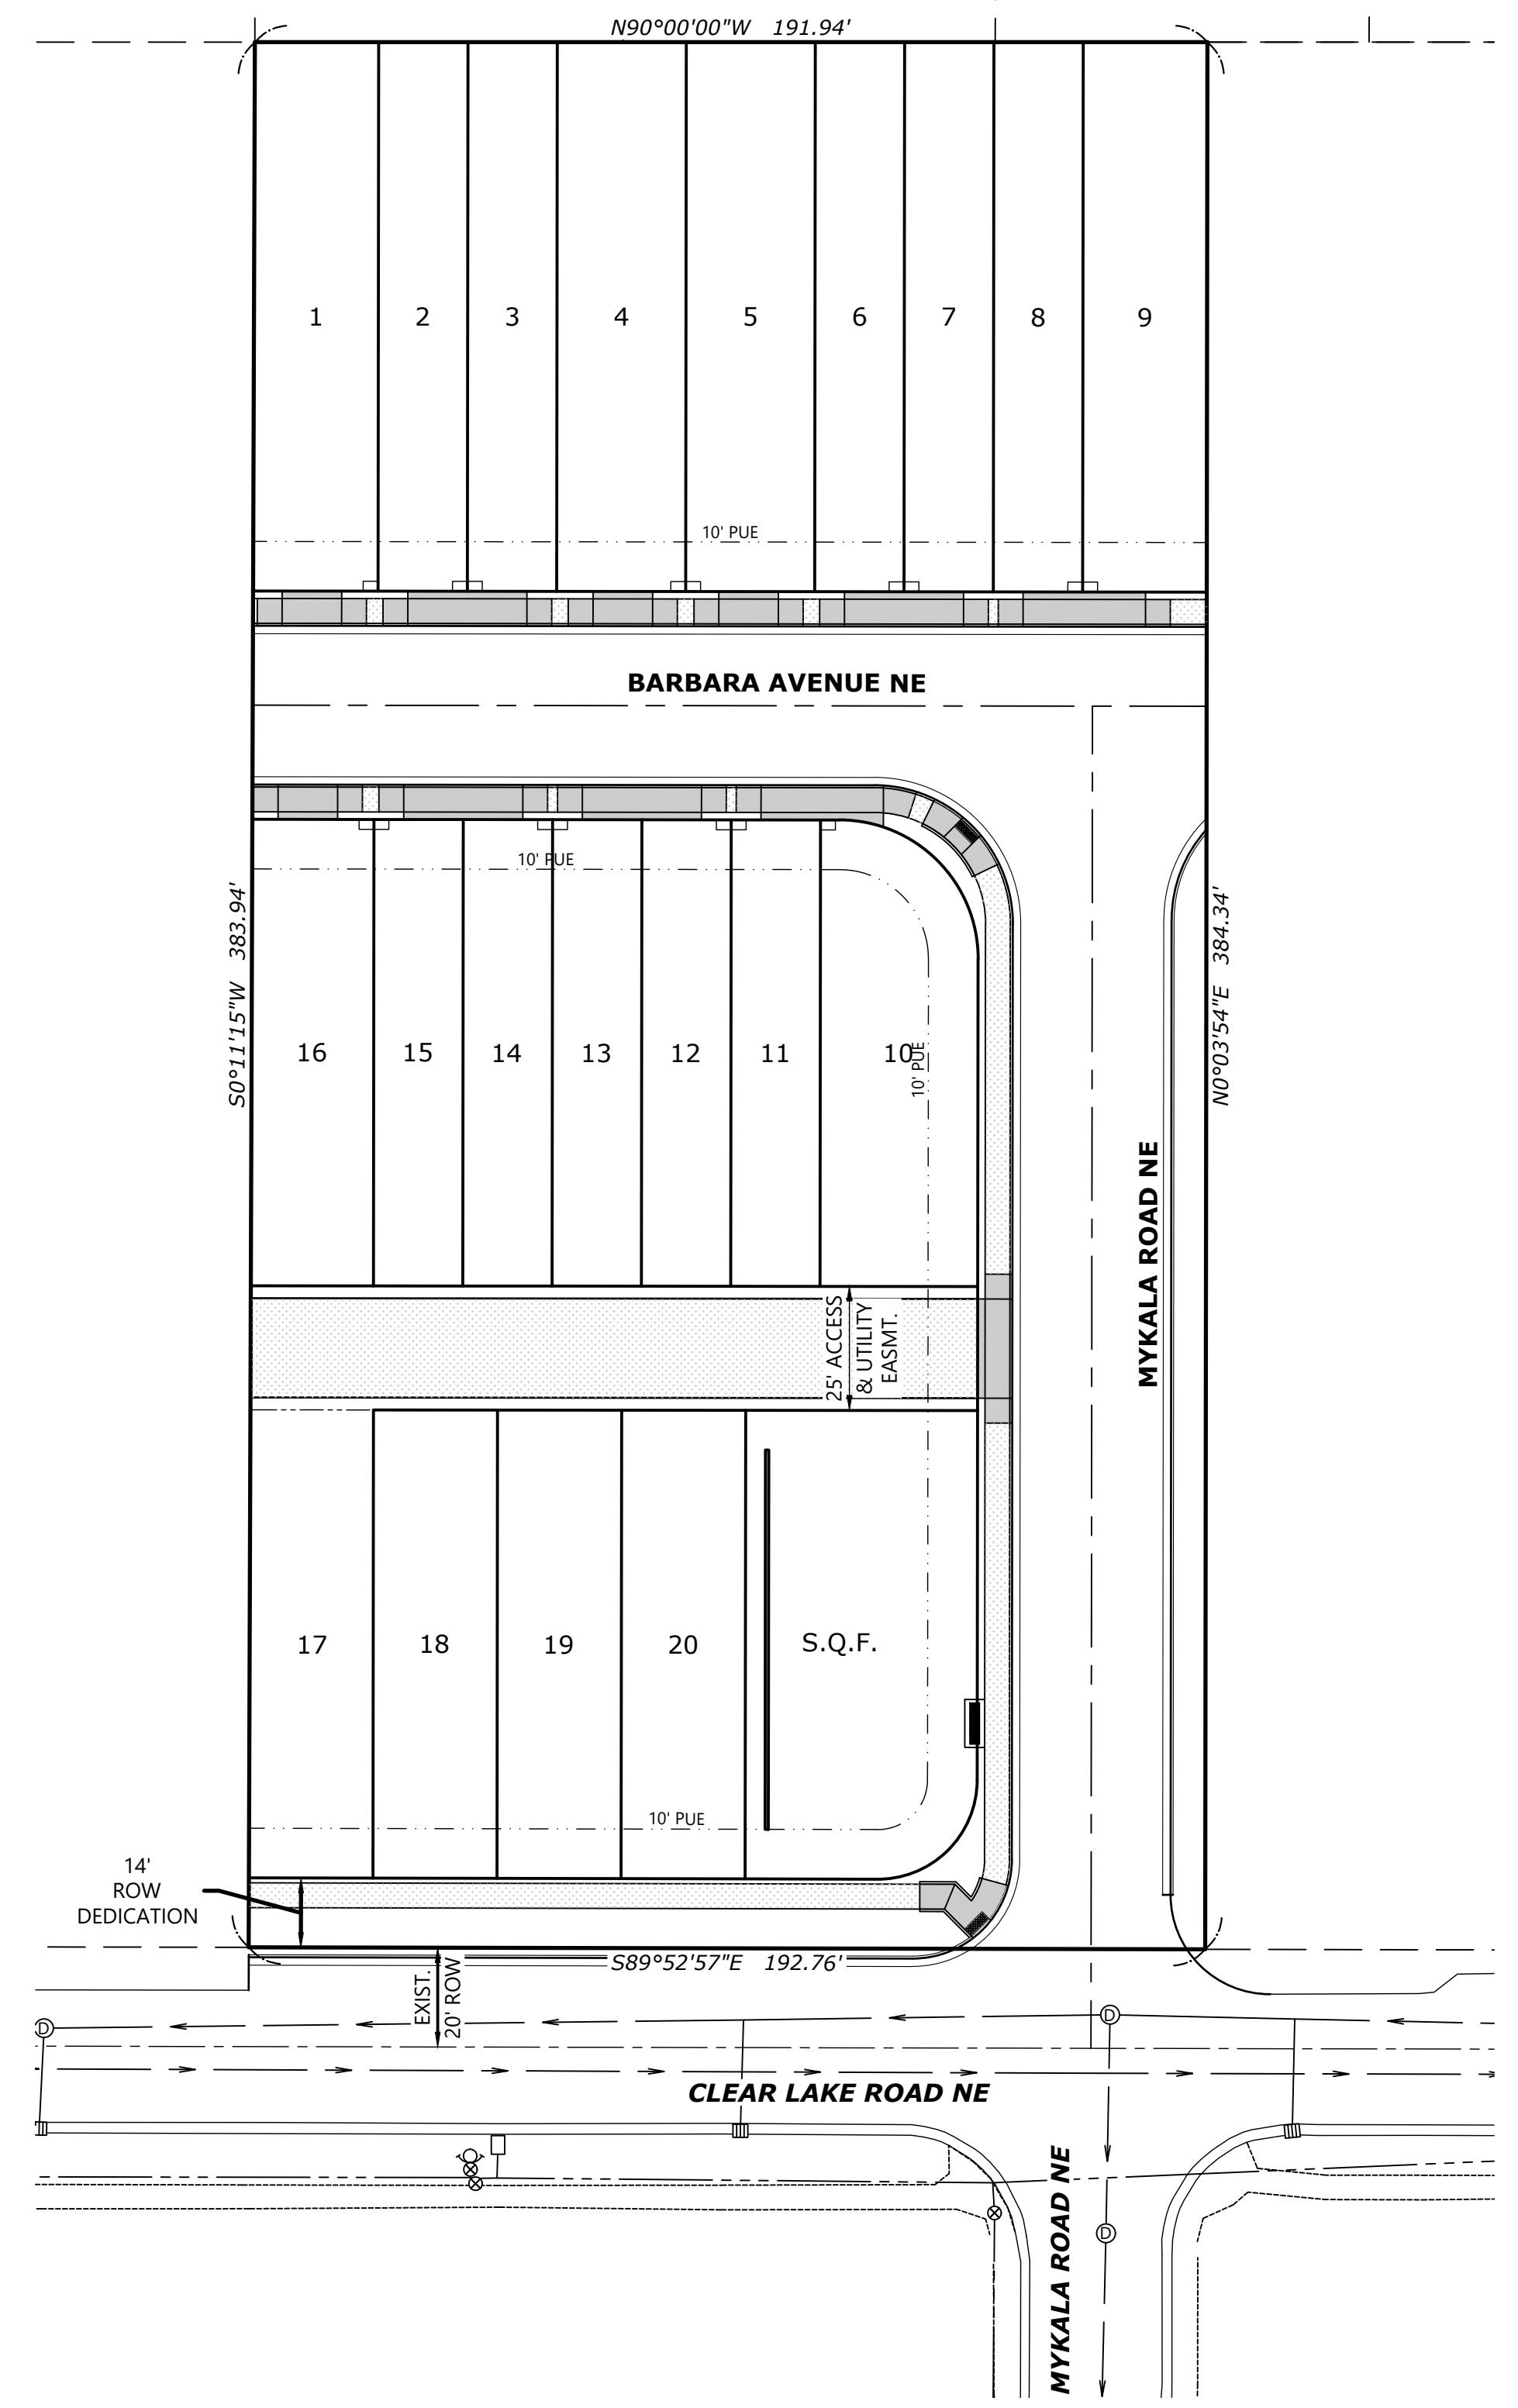 N90°00'00"W 191.94'
1 2 3 4 5 6 7 8 9
10' PUE
BARBARA AVENUE NE
10' PUE
S0°11'15"W 383.94'
N0°03'54"E 384.34'
16 15 14 13 12 11 10
10' PUE
MYKALA ROAD NE
25' ACCESS
& UTILITY
EASMT.
17 18 19 20 S.Q.F.
10' PUE
14'
ROW
DEDICATION
S89°52'57"E 192.76'
EXIST.
20' ROW
D
D
CLEAR LAKE ROAD NE
MYKALA ROAD NE
D